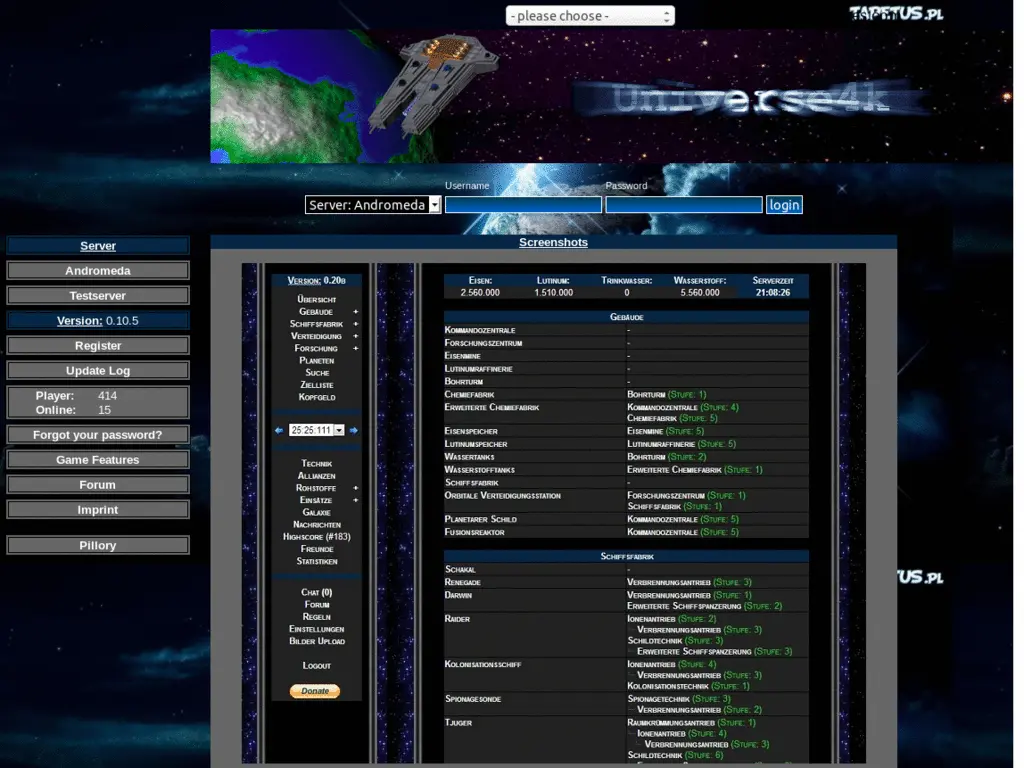 - please choose -
TAPETUS.PL
Universe4k
Username
Password
Server: Andromeda
login
Server
Andromeda
Testserver
Version: 0.10.5
Register
Update Log
Player: 414
Online: 15
Forgot your password?
Game Features
Forum
Imprint
Pillory
Screenshots
Version: 0.20b
Übersicht
Gebäude +
Schiffsfabrik +
Verteidigung +
Forschung +
Planeten
Suche
Zielliste
Kopfgeld
25:25:111
Technik
Allianzen
Rohstoffe +
Einsätze +
Galaxie
Nachrichten
Highscore (#183)
Freunde
Statistiken
Chat (0)
Forum
Regeln
Einstellungen
Bilder Upload
Logout
Donate
Eisen: Lutinum: Trinkwasser: Wasserstoff: Serverzeit
2.560.000 1.510.000 0 5.560.000 21:08:26
Gebäude
Kommandozentrale -
Forschungszentrum -
Eisenmine -
Lutinumraffinerie -
Bohrturm -
Chemiefabrik Bohrturm (Stufe: 1)
Erweiterte Chemiefabrik Kommandozentrale (Stufe: 4)
Chemiefabrik (Stufe: 5)
Eisenspeicher Eisenmine (Stufe: 5)
Lutinumspeicher Lutinumraffinerie (Stufe: 5)
Wassertanks Bohrturm (Stufe: 2)
Wasserstofftanks Erweiterte Chemiefabrik (Stufe: 1)
Schiffsfabrik -
Orbitale Verteidigungsstation Forschungszentrum (Stufe: 1)
Schiffsfabrik (Stufe: 1)
Planetarer Schild Kommandozentrale (Stufe: 5)
Fusionsreaktor Kommandozentrale (Stufe: 5)
Schiffsfabrik
Schakal -
Renegade Verbrennungsantrieb (Stufe: 3)
Darwin Verbrennungsantrieb (Stufe: 1)
Erweiterte Schiffspanzerung (Stufe: 2)
Raider Ionenantrieb (Stufe: 2)
Verbrennungsantrieb (Stufe: 3)
Schildtechnik (Stufe: 3)
Erweiterte Schiffspanzerung (Stufe: 3)
Kolonisationsschiff Ionenantrieb (Stufe: 4)
Verbrennungsantrieb (Stufe: 3)
Kolonisationstechnik (Stufe: 1)
Spionagesonde Spionagetechnik (Stufe: 3)
Verbrennungsantrieb (Stufe: 2)
Tjuger Raumkrümmungsantrieb (Stufe: 1)
Ionenantrieb (Stufe: 4)
Verbrennungsantrieb (Stufe: 3)
Schildtechnik (Stufe: 6)
US.PL